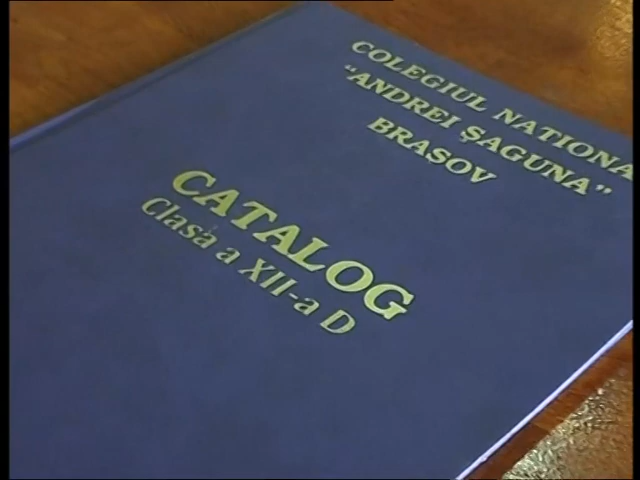 COLEGIUL NATIONA
"ANDREI ŞAGUNA"
BRASOV
CATALOG
Clasa a XII-a D